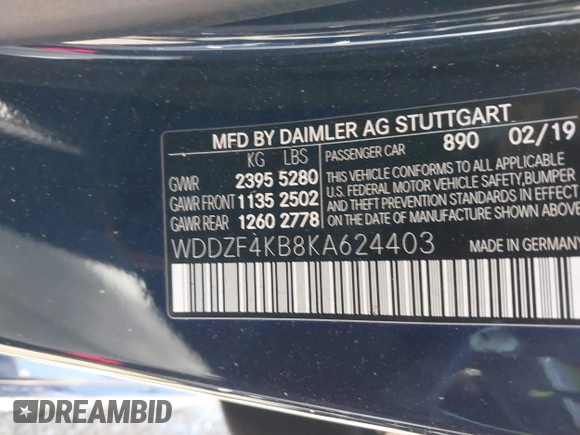 MFD BY DAIMLER AG STUTTGART
KG LBS PASSENGER CAR 890 02/19
GVWR 2395 5280
GAWR FRONT 1135 2502
GAWR REAR 1260 2778
THIS VEHICLE CONFORMS TO ALL APPLICABLE
U.S. FEDERAL MOTOR VEHICLE SAFETY, BUMPER
AND THEFT PREVENTION STANDARDS IN EFFECT
ON THE DATE OF MANUFACTURE SHOWN ABOVE.
WDDZF4KB8KA624403 MADE IN GERMANY
DREAMBID